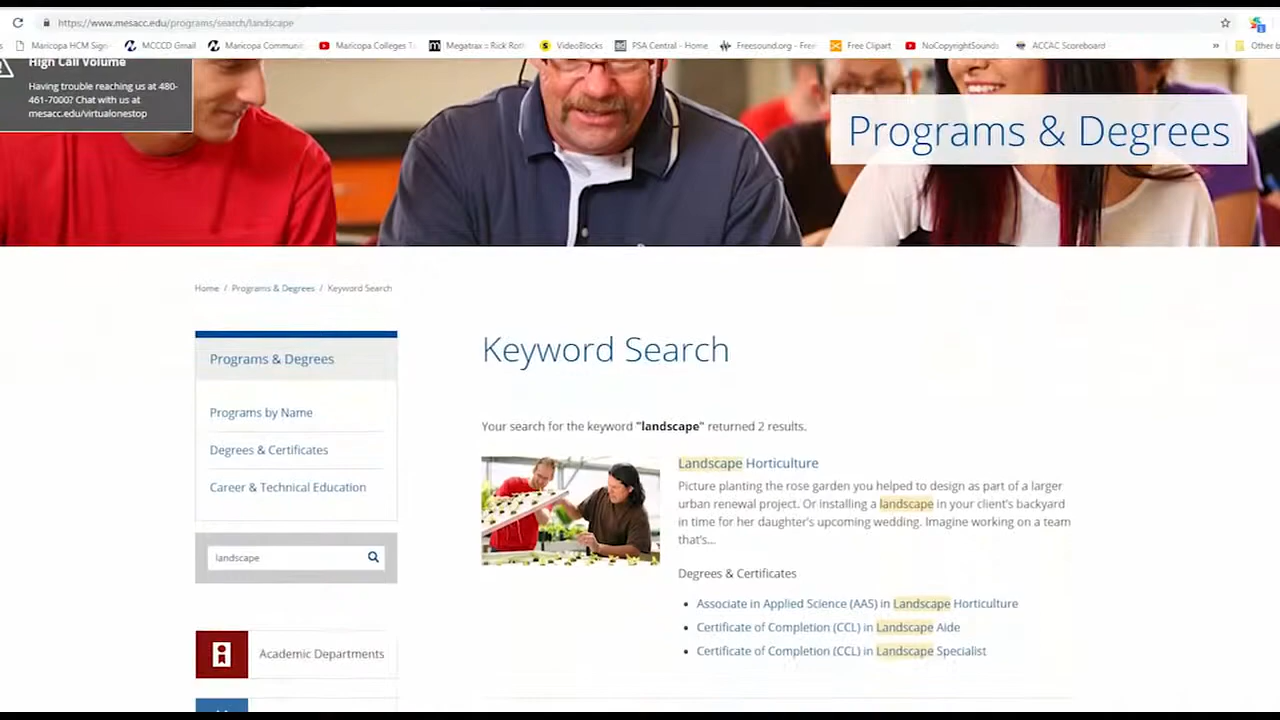 https://www.mesacc.edu/programs/search/landscape
Maricopa HCM Sign
MCCCD Gmail
Maricopa Communi
Maricopa Colleges T
Megatrax :: Rick Roth
VideoBlocks
PSA Central - Home
Freesound.org - Free
Free Clipart
NoCopyrightSounds
ACCAC Scoreboard
»
Other b
High Call Volume
Having trouble reaching us at 480-
461-7000? Chat with us at
mesacc.edu/virtualonestop
Programs & Degrees
Home / Programs & Degrees / Keyword Search
Programs & Degrees
Programs by Name
Degrees & Certificates
Career & Technical Education
landscape
Academic Departments
Keyword Search
Your search for the keyword "landscape" returned 2 results.
Landscape Horticulture
Picture planting the rose garden you helped to design as part of a larger
urban renewal project. Or installing a landscape in your client's backyard
in time for her daughter's upcoming wedding. Imagine working on a team
that's...
Degrees & Certificates
• Associate in Applied Science (AAS) in Landscape Horticulture
• Certificate of Completion (CCL) in Landscape Aide
• Certificate of Completion (CCL) in Landscape Specialist